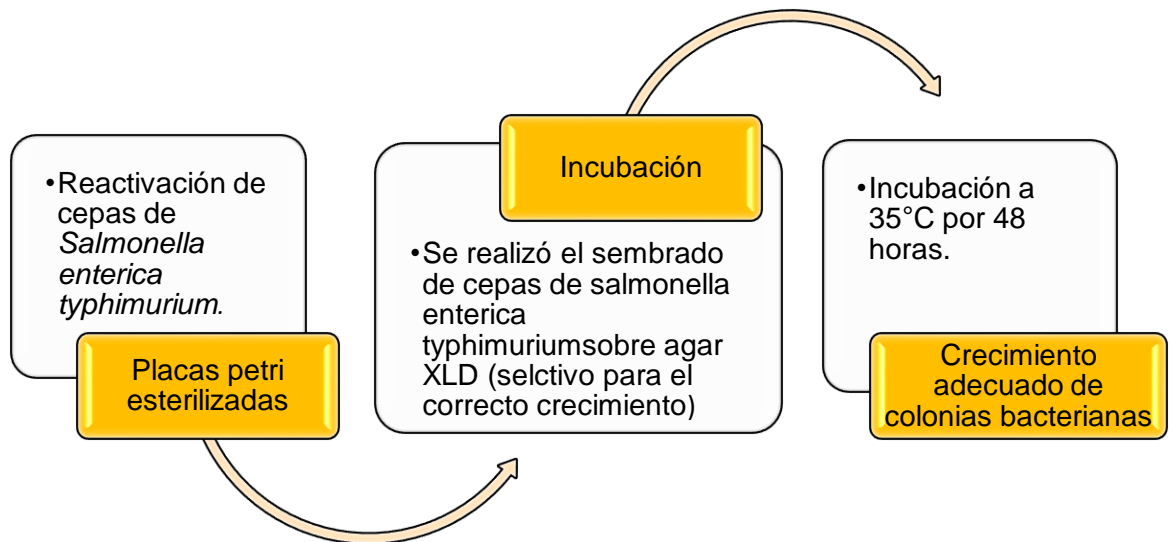 •Reactivación de
cepas de
Salmonella
enterica
typhimurium.
Placas petri
esterilizadas
Incubación
•Se realizó el sembrado
de cepas de salmonella
enterica
typhimuriumsobre agar
XLD (selctivo para el
correcto crecimiento)
•Incubación a
35°C por 48
horas.
Crecimiento
adecuado de
colonias bacterianas